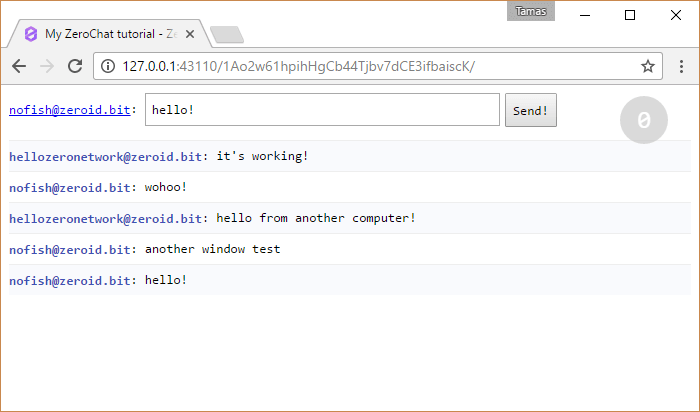 Tamas
My ZeroChat tutorial - Ze
127.0.0.1:43110/1Ao2w61hpihHgCb44Tjbv7dCE3ifbaiscK/
nofish@zeroid.bit: hello! Send! 0
hellozeronetwork@zeroid.bit: it's working!
nofish@zeroid.bit: wohoo!
hellozeronetwork@zeroid.bit: hello from another computer!
nofish@zeroid.bit: another window test
nofish@zeroid.bit: hello!